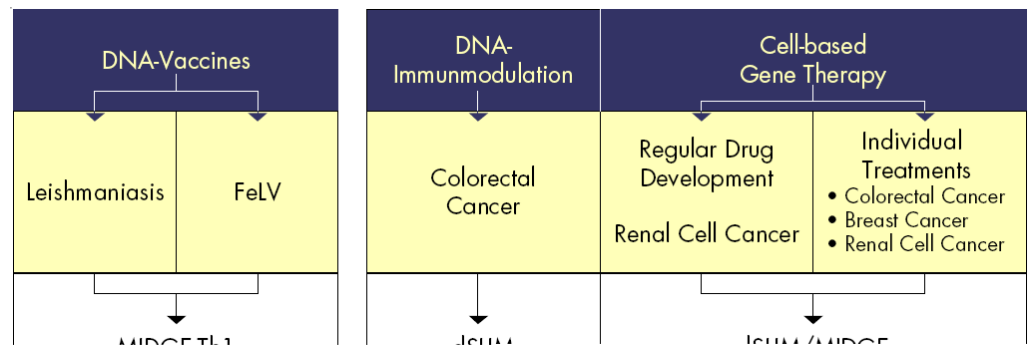 DNA-Vaccines
Leishmaniasis
FeLV
DNA-
Immunmodulation
Colorectal
Cancer
Cell-based
Gene Therapy
Regular Drug
Development
Renal Cell Cancer
Individual
Treatments
• Colorectal Cancer
• Breast Cancer
• Renal Cell Cancer